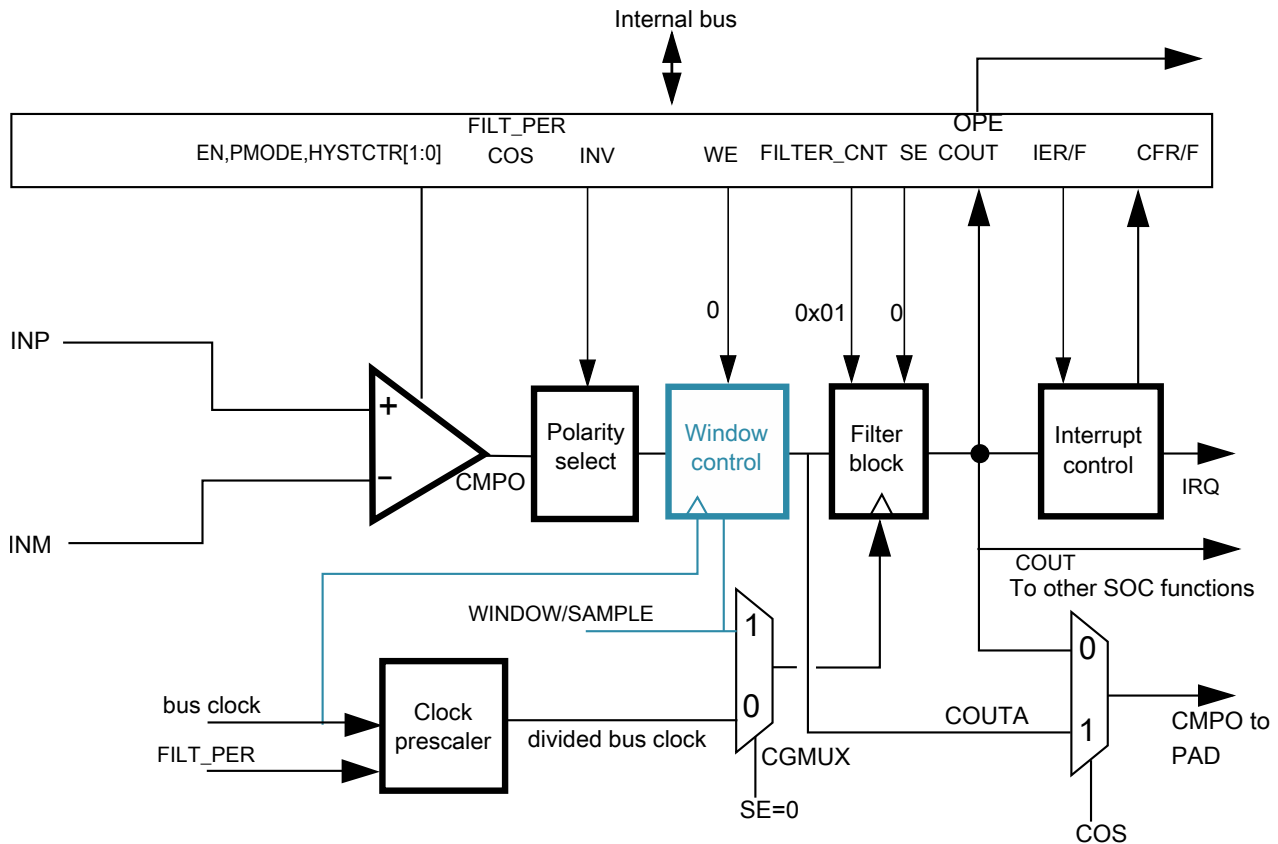 Internal bus
FILT_PER
OPE
EN,PMODE,HYSTCTR[1:0]
COS
INV
WE
FILTER_CNT
SE
COUT
IER/F
CFR/F
0
0x01
0
INP
+
Polarity
select
Window
control
Filter
block
Interrupt
control
−
CMPO
IRQ
INM
COUT
To other SOC functions
WINDOW/SAMPLE
1
0
bus clock
Clock
prescaler
0
divided bus clock
COUTA
1
CMPO to
PAD
FILT_PER
CGMUX
SE=0
COS